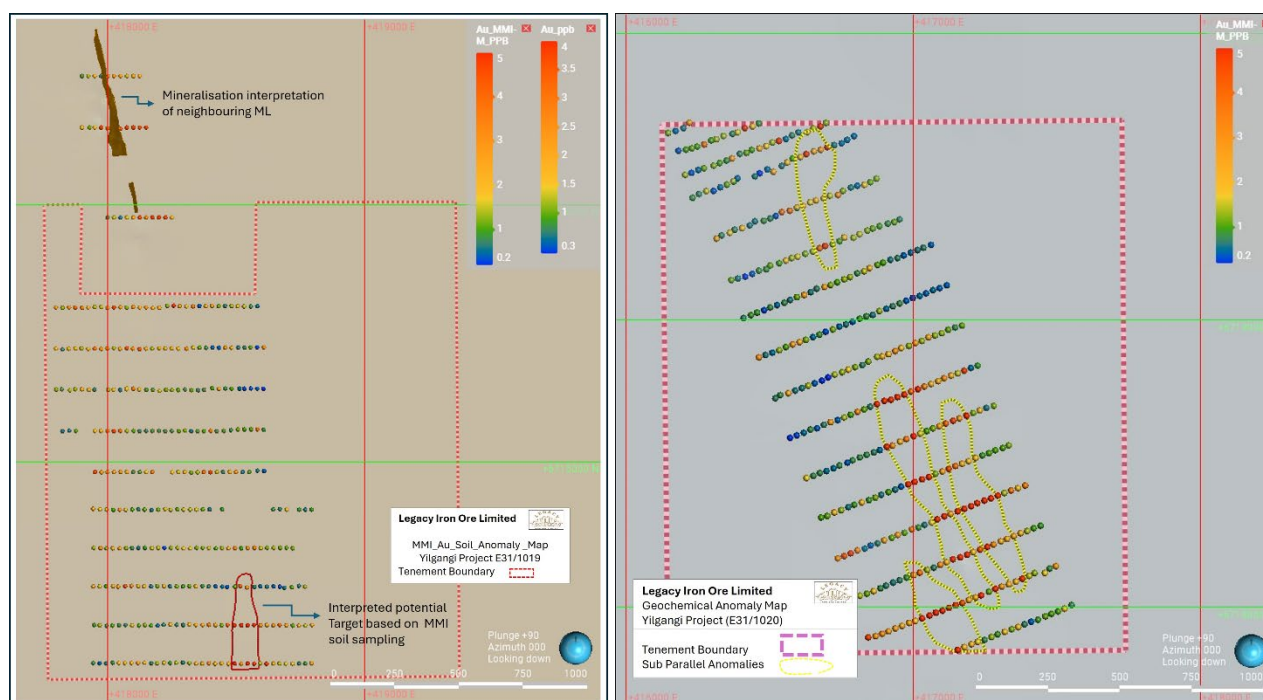 +418000 E
+419000 E
Au_MMI-
M_PPB
5
4
3
2
1
0.2
Au_ppb
4
3.5
3
2.5
2
1.5
1
0.3
Mineralisation interpretation
of neighbouring ML
Legacy Iron Ore Limited
LEGACY
MMI_Au_Soil_Anomaly _Map
Yilgangi Project E31/1019
Tenement Boundary
Interpreted potential
Target based on MMI
soil sampling
Plunge +90
Azimuth 000
Looking down
0
250
500
750
1000
+418000 E
+419000 E
+416000 E
+417000 E
Au_MMI-
M_PPB
5
4
3
2
1
0.2
Legacy Iron Ore Limited
LEGACY
Geochemical Anomaly Map
Yilgangi Project (E31/1020)
Tenement Boundary
Sub Parallel Anomalies
Plunge +90
Azimuth 000
Looking down
0
250
500
750
1000
+416000 E
+417000 E
+418000 E